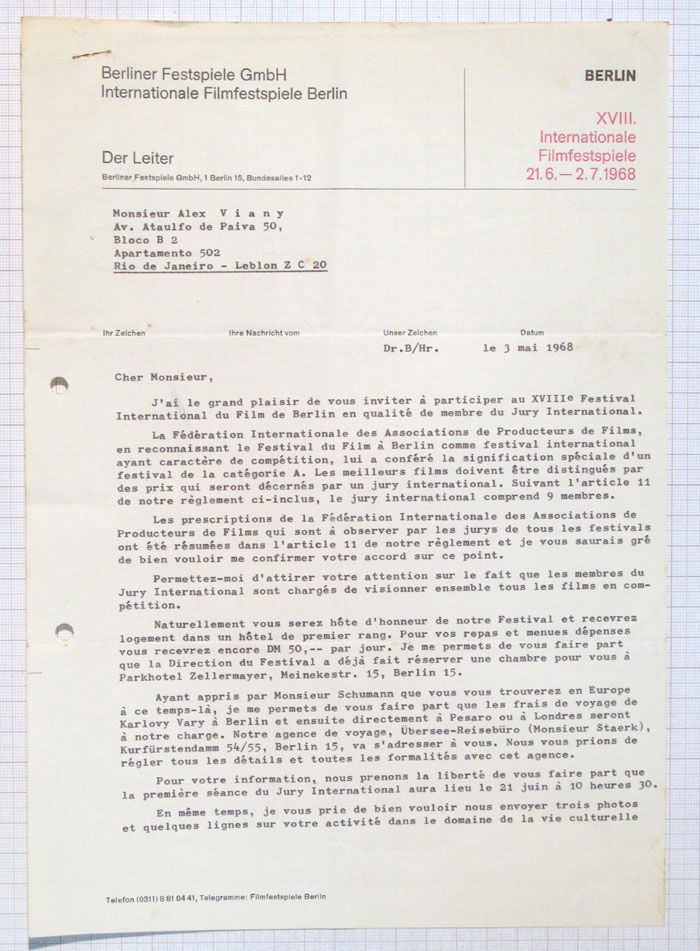 Berliner Festspiele GmbH
Internationale Filmfestspiele Berlin
Der Leiter
Berliner Festspiele GmbH, 1 Berlin 15, Bundesallee 1-12
BERLIN
XVIII.
Internationale
Filmfestspiele
21.6.— 2.7.1968
Monsieur Alex V i a n y
Av. Ataulfo de Paiva 50,
Bloco B 2
Apartamento 502
Rio de Janeiro - Leblon Z C 20
Ihr Zeichen Ihre Nachricht vom Unser Zeichen Datum
Dr.B/Hr. le 3 mai 1968
Cher Monsieur,
J'ai le grand plaisir de vous inviter à participer au XVIIIe Festival
International du Film de Berlin en qualité de membre du Jury International.
La Fédération Internationale des Associations de Producteurs de Films,
en reconnaissant le Festival du Film à Berlin comme festival international
ayant caractère de compétition, lui a conféré la signification spéciale d'un
festival de la catégorie A. Les meilleurs films doivent être distingués par
des prix qui seront décernés par un jury international. Suivant l'article 11
de notre règlement ci-inclus, le jury international comprend 9 membres.
Les prescriptions de la Fédération Internationale des Associations de
Producteurs de Films qui sont à observer par les jurys de tous les festivals
ont été résumées dans l'article 11 de notre règlement et je vous saurais gré
de bien vouloir me confirmer votre accord sur ce point.
Permettez-moi d'attirer votre attention sur le fait que les membres du
Jury International sont chargés de visionner ensemble tous les films en com-
pétition.
Naturellement vous serez hôte d'honneur de notre Festival et recevrez
logement dans un hôtel de premier rang. Pour vos repas et menues dépenses
vous recevrez encore DM 50,-- par jour. Je me permets de vous faire part
que la Direction du Festival a déjà fait réserver une chambre pour vous à
Parkhotel Zellermayer, Meinekestr. 15, Berlin 15.
Ayant appris par Monsieur Schumann que vous vous trouverez en Europe
à ce temps-là, je me permets de vous faire part que les frais de voyage de
Karlovy Vary à Berlin et ensuite directement à Pesaro ou à Londres seront
à notre charge. Notre agence de voyage, Übersee-Reisebüro (Monsieur Staerk),
Kurfürstendamm 54/55, Berlin 15, va s'adresser à vous. Nous vous prions de
régler tous les détails et toutes les formalités avec cet agence.
Pour votre information, nous prenons la liberté de vous faire part que
la première séance du Jury International aura lieu le 21 juin à 10 heures 30.
En même temps, je vous prie de bien vouloir nous envoyer trois photos
et quelques lignes sur votre activité dans le domaine de la vie culturelle
Telefon (0311) 8 81 04 41, Telegramme: Filmfestspiele Berlin